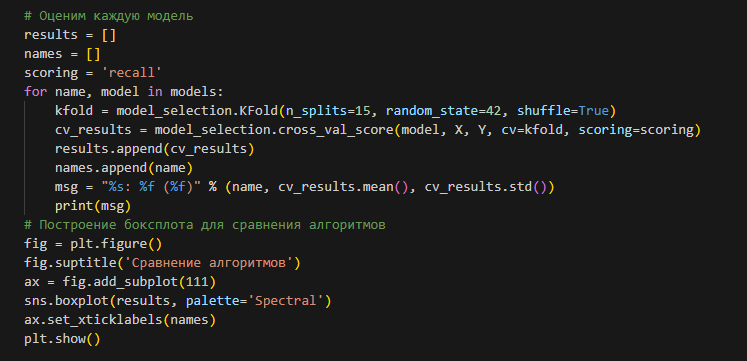 # Оценим каждую модель
results = []
names = []
scoring = 'recall'
for name, model in models:
    kfold = model_selection.KFold(n_splits=15, random_state=42, shuffle=True)
    cv_results = model_selection.cross_val_score(model, X, Y, cv=kfold, scoring=scoring)
    results.append(cv_results)
    names.append(name)
    msg = "%s: %f (%f)" % (name, cv_results.mean(), cv_results.std())
    print(msg)
# Построение боксплота для сравнения алгоритмов
fig = plt.figure()
fig.suptitle('Сравнение алгоритмов')
ax = fig.add_subplot(111)
sns.boxplot(results, palette='Spectral')
ax.set_xticklabels(names)
plt.show()